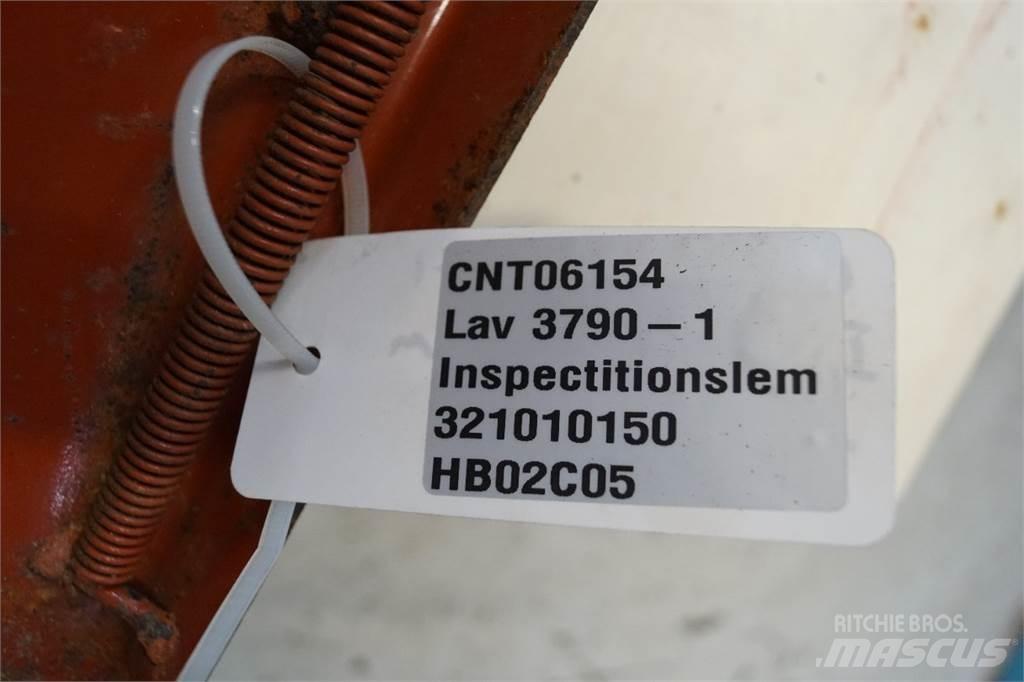 CNT06154
Lav 3790-1
Inspectitionslem
321010150
HB02C05
RITCHIE BROS.
MASCUS